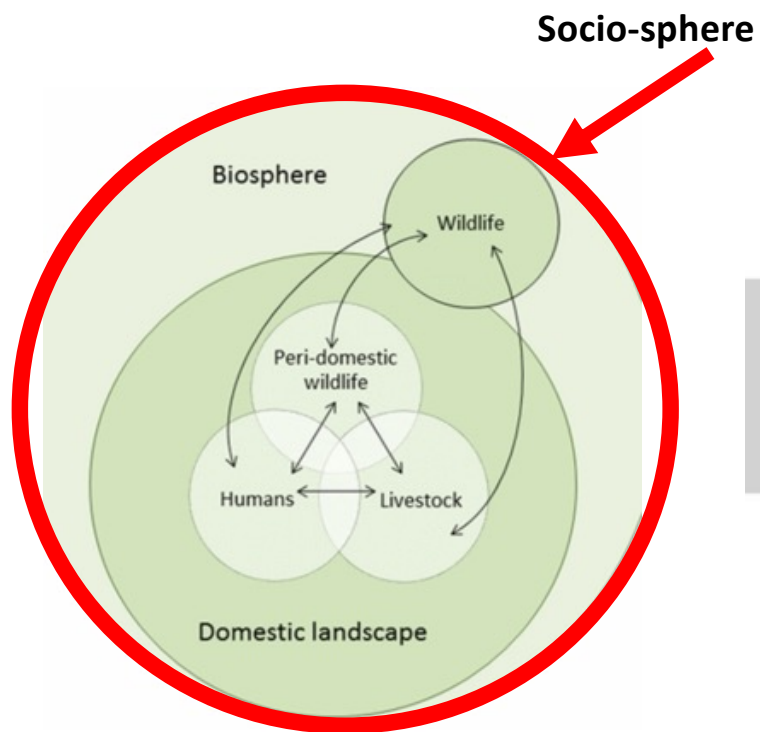 Socio-sphere
Biosphere
Wildlife
Peri-domestic
wildlife
Humans
Livestock
Domestic landscape